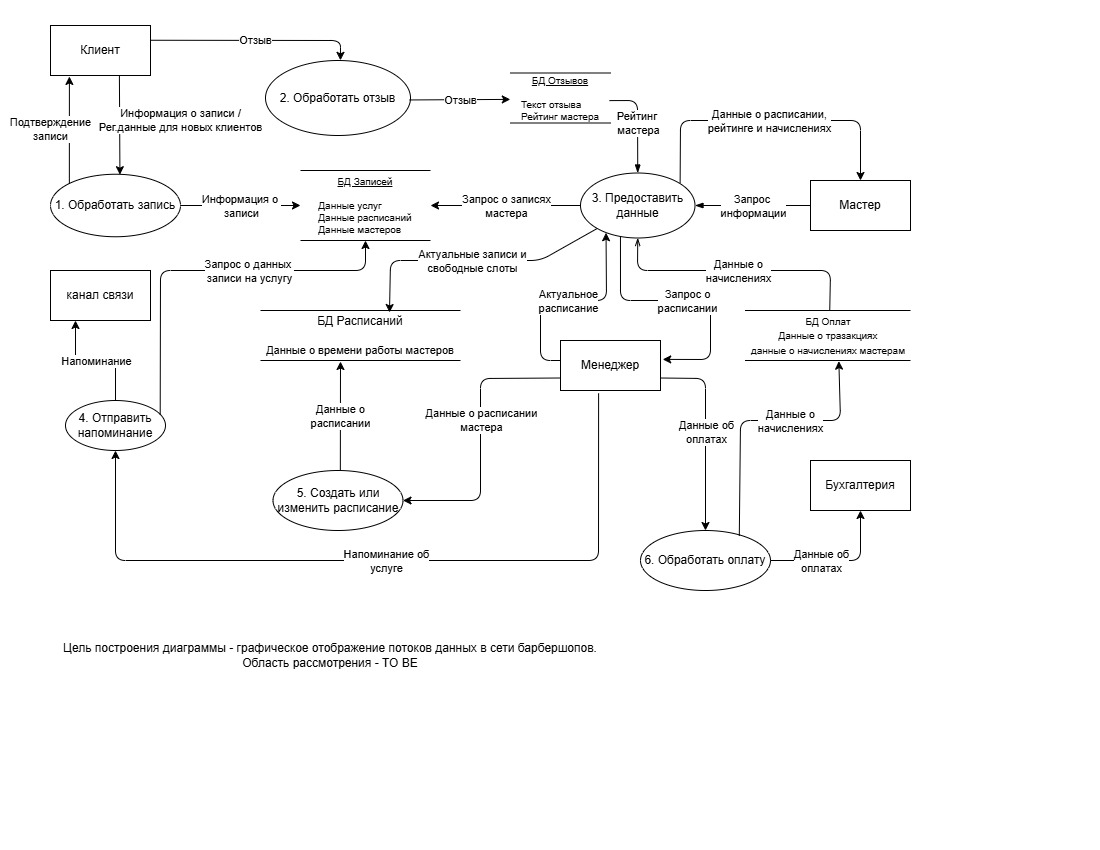 Клиент
Отзыв
2. Обработать отзыв
Отзыв
БД Отзывов
Текст отзыва
Рейтинг мастера
Рейтинг
мастера
Данные о расписании,
рейтинге и начислениях
Подтверждение
записи
Информация о записи /
Рег.данные для новых клиентов
1. Обработать запись
Информация о
записи
БД Записей
Данные услуг
Данные расписаний
Данные мастеров
Запрос о записях
мастера
3. Предоставить
данные
Запрос
информации
Мастер
Запрос о данных
записи на услугу
Актуальные записи и
свободные слоты
Данные о
начислениях
канал связи
Актуальное
расписание
Запрос о
расписании
БД Расписаний
Данные о времени работы мастеров
БД Оплат
Данные о тразакциях
данные о начислениях мастерам
Напоминание
Менеджер
4. Отправить
напоминание
Данные о
расписании
Данные о расписании
мастера
Данные об
оплатах
Данные о
начислениях
Бухгалтерия
5. Создать или
изменить расписание
Напоминание об
услуге
6. Обработать оплату
Данные об
оплатах
Цель построения диаграммы - графическое отображение потоков данных в сети барбершопов.
Область рассмотрения - TO BE